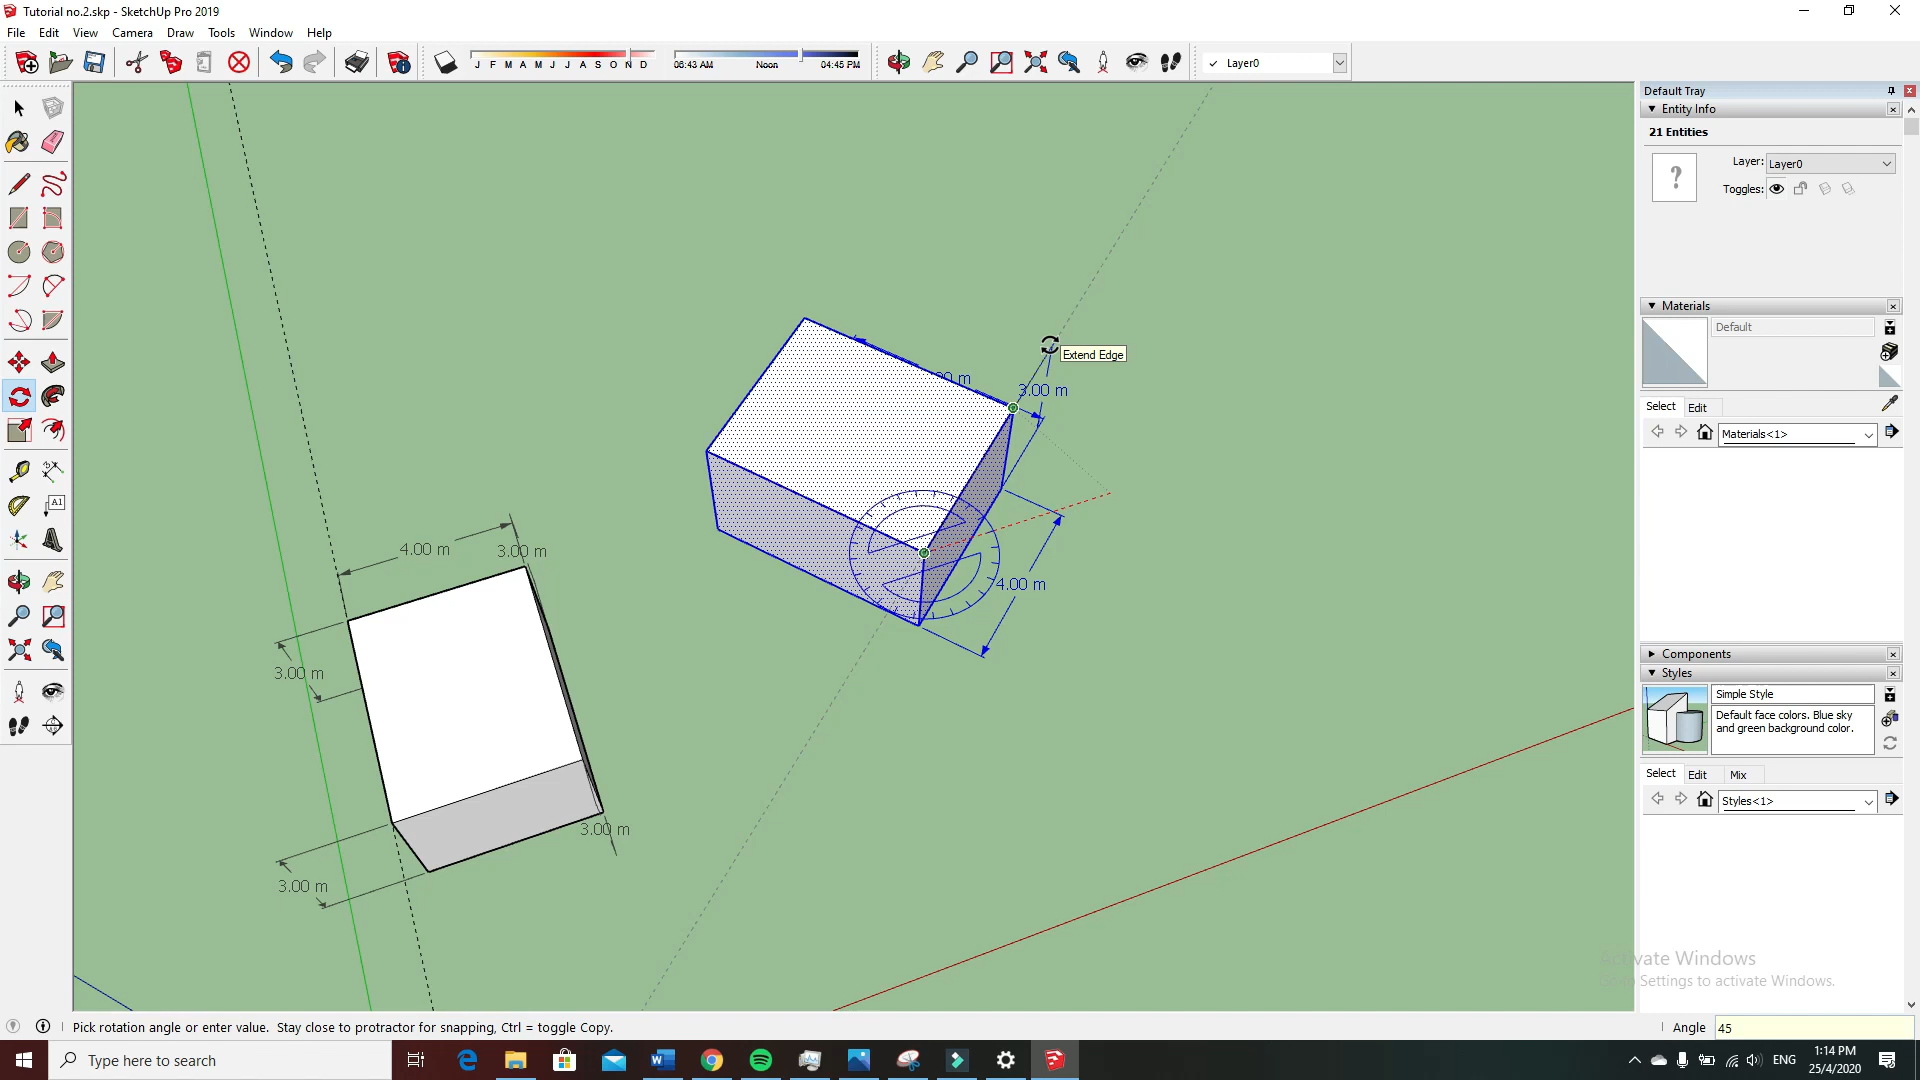 Tutorial no.2.skp - SketchUp Pro 2019
File Edit View Camera Draw Tools Window Help
J F M A M J J A S O N D
06:43 AM Noon 04:45 PM
✓ Layer0
Default Tray
Entity Info
21 Entities
Layer: Layer0
Toggles:
?
Materials
Default
Select Edit
Materials<1>
Components
Styles
Simple Style
Default face colors. Blue sky
and green background color.
Select Edit Mix
Styles<1>
A1
Extend Edge
3.00 m
4.00 m
4.00 m
3.00 m
3.00 m
3.00 m
3.00 m
Activate Windows
Settings to activate Windows.
Pick rotation angle or enter value. Stay close to protractor for snapping, Ctrl = toggle Copy.
Angle 45
Type here to search
ENG
1:14 PM
25/4/2020